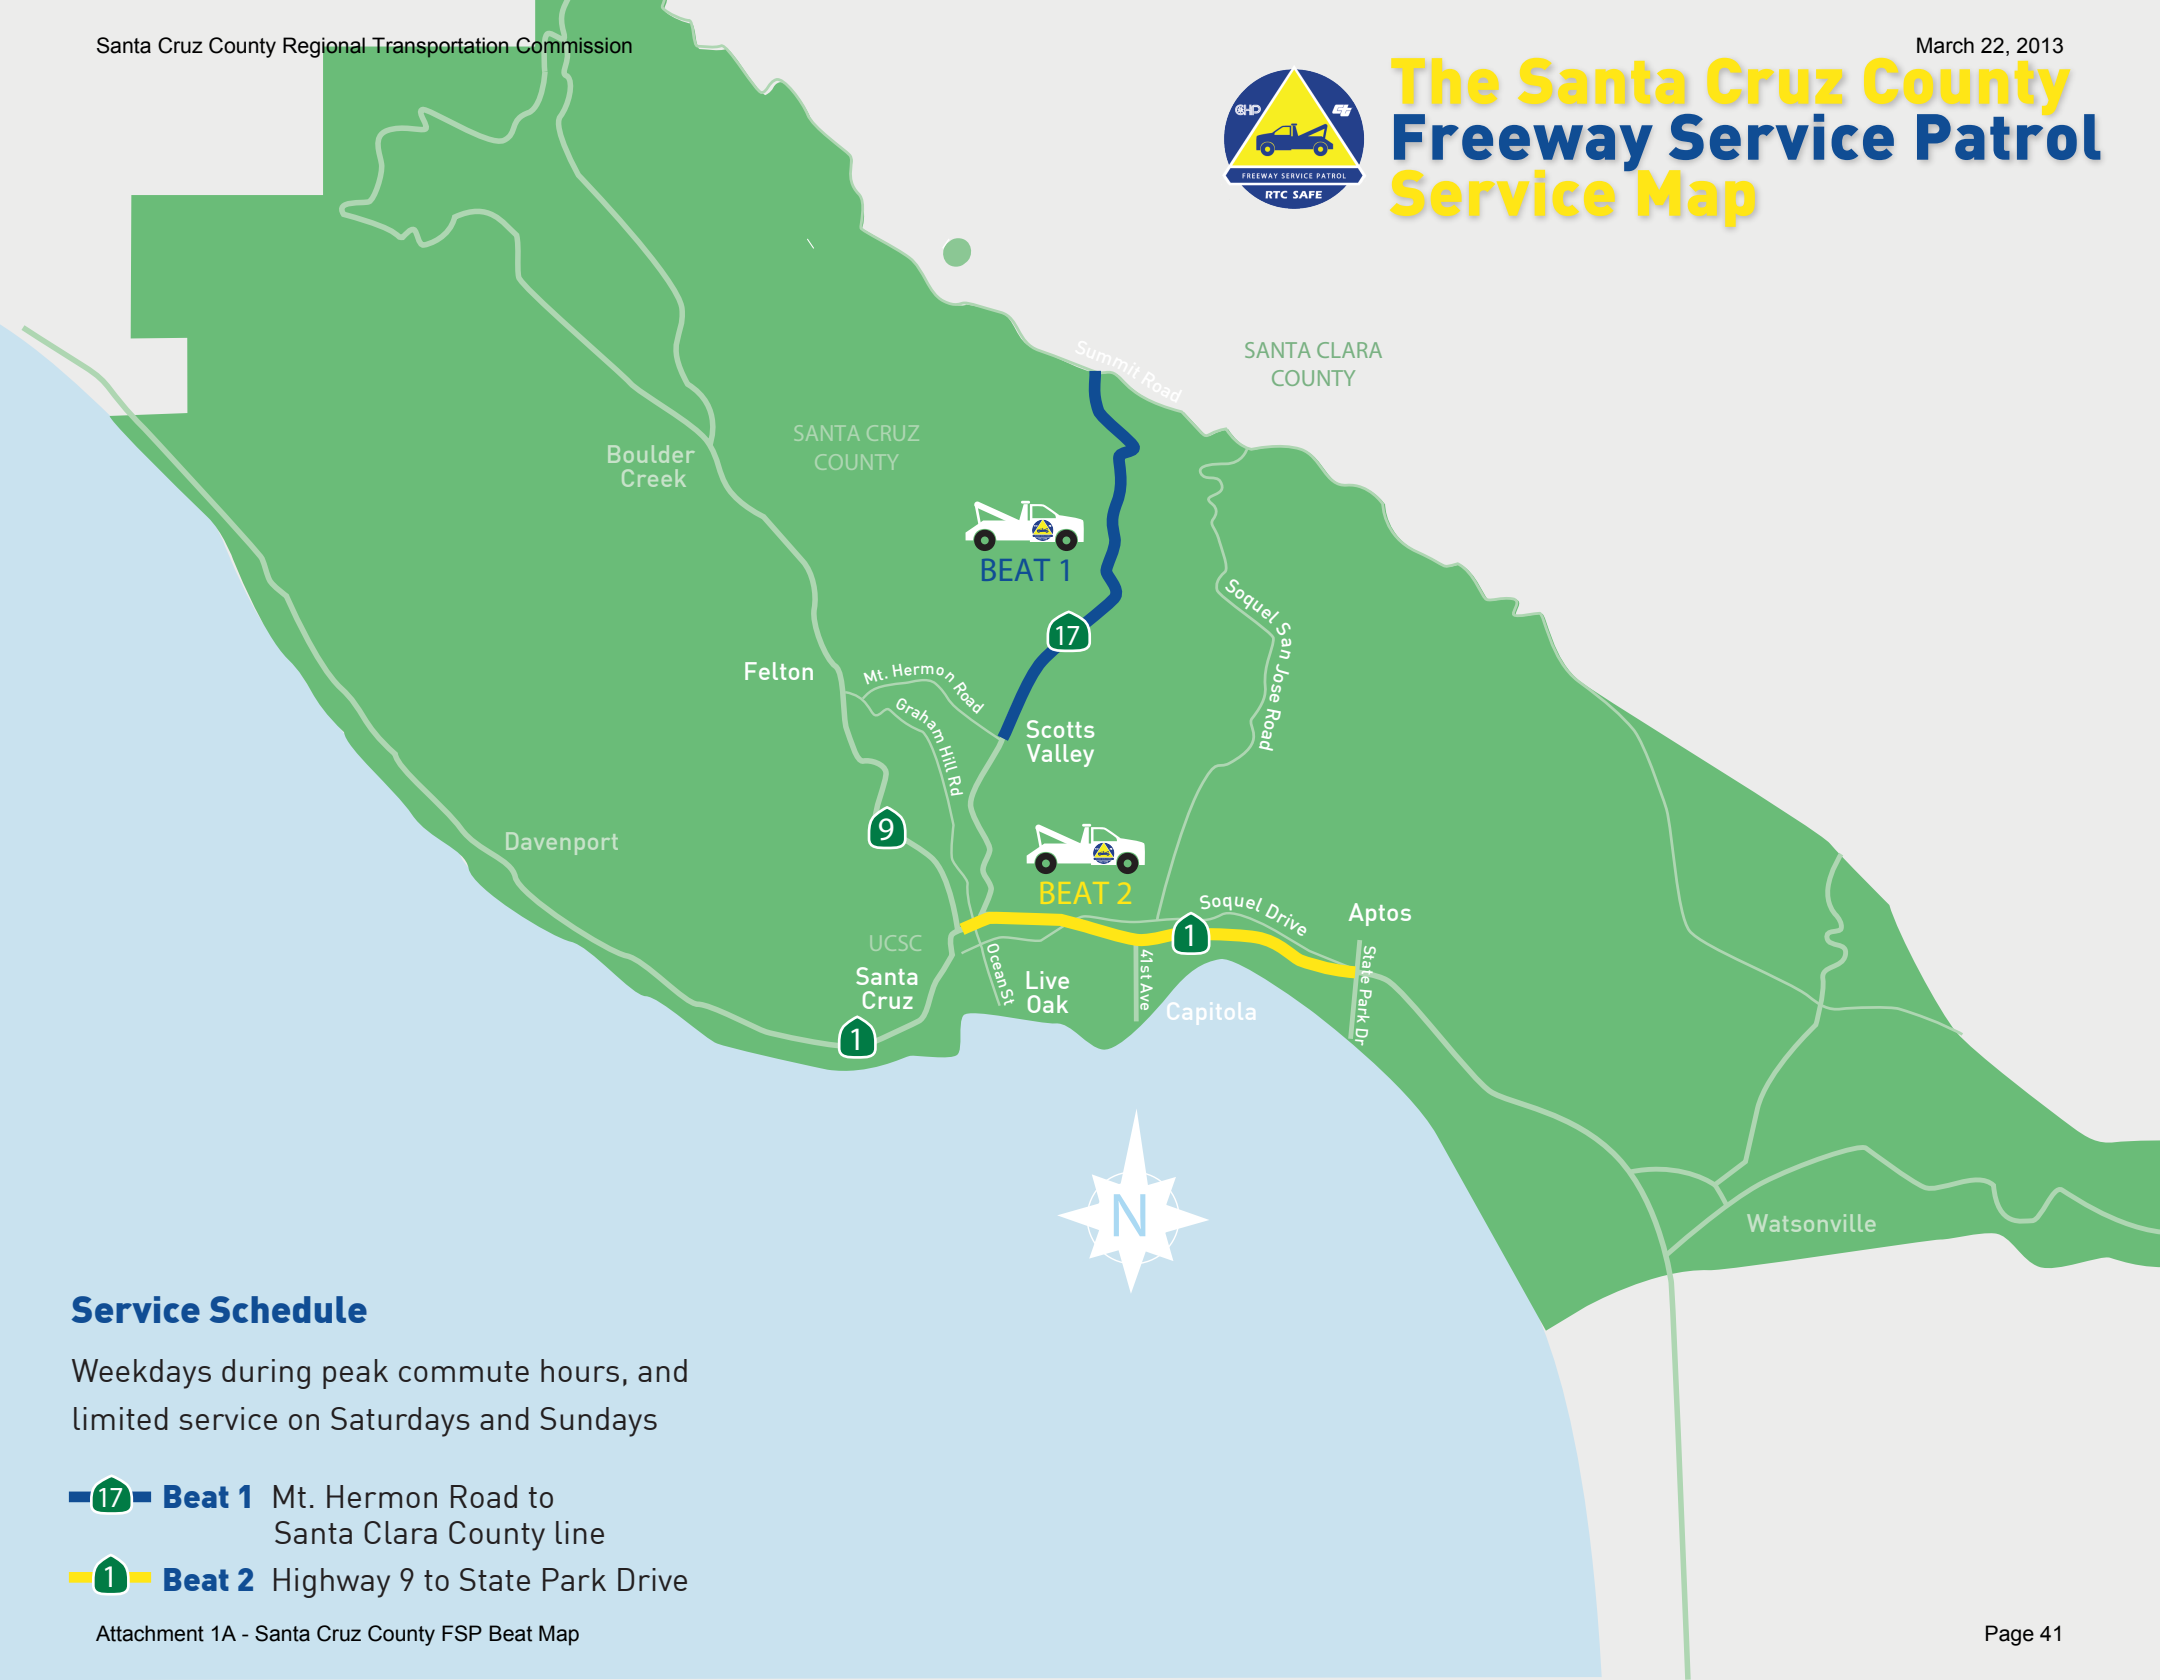 Santa Cruz County Regional Transportation Commission
March 22, 2013
The Santa Cruz County
Freeway Service Patrol
Service Map
CHP
FREEWAY SERVICE PATROL
RTC SAFE
Summit Road
SANTA CLARA
COUNTY
SANTA CRUZ
COUNTY
Boulder
Creek
BEAT 1
17
Soquel San Jose Road
Felton
Mt. Hermon Road
Graham Hill Rd
Scotts
Valley
9
Davenport
BEAT 2
Soquel Drive
Aptos
1
UCSC
Santa
Cruz
Ocean St
Live
Oak
41st Ave
Capitola
State Park Dr
1
N
Watsonville
Service Schedule
Weekdays during peak commute hours, and
limited service on Saturdays and Sundays
17 Beat 1 Mt. Hermon Road to
Santa Clara County line
1 Beat 2 Highway 9 to State Park Drive
Attachment 1A - Santa Cruz County FSP Beat Map
Page 41